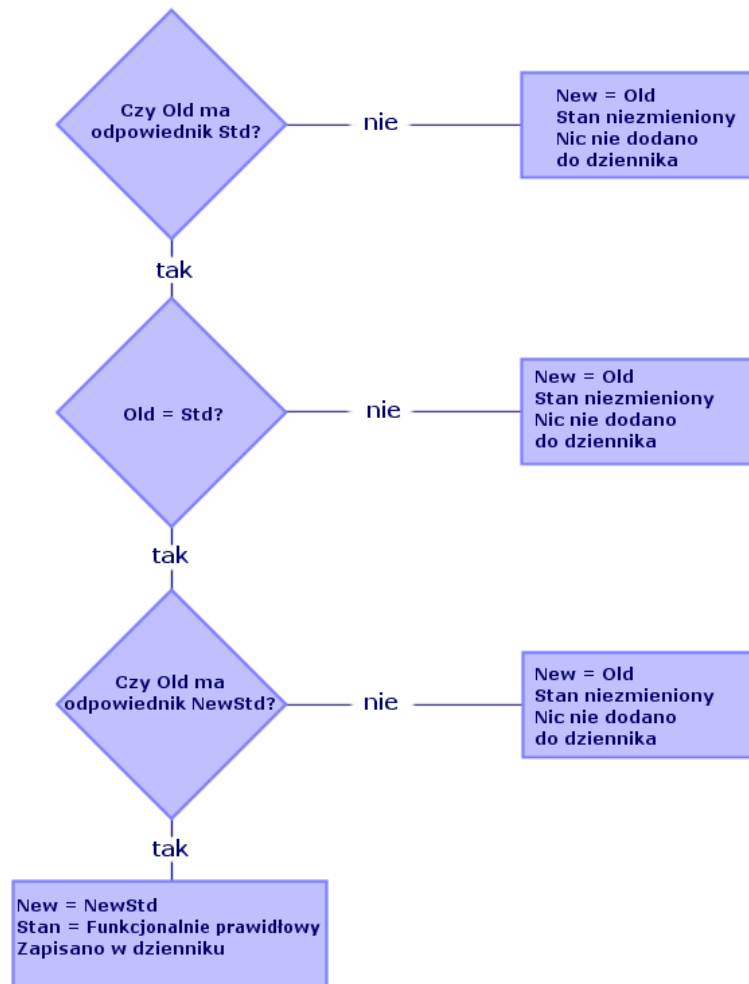 Czy Old ma
odpowiednik Std?
nie
New = Old
Stan niezmieniony
Nic nie dodano
do dziennika
tak
Old = Std?
nie
New = Old
Stan niezmieniony
Nic nie dodano
do dziennika
tak
Czy Old ma
odpowiednik NewStd?
nie
New = Old
Stan niezmieniony
Nic nie dodano
do dziennika
tak
New = NewStd
Stan = Funkcjonalnie prawidłowy
Zapisano w dzienniku